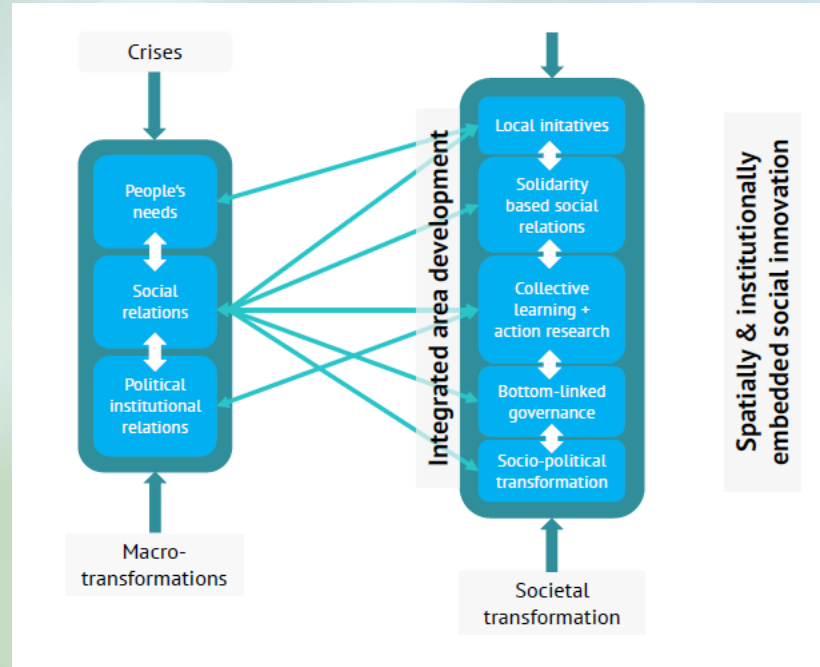 Crises
People's
needs
Social
relations
Political
institutional
relations
Macro-
transformations
Integrated area development
Local initatives
Solidarity
based social
relations
Collective
learning +
action research
Bottom-linked
governance
Socio-political
transformation
Societal
transformation
Spatially & institutionally
embedded social innovation